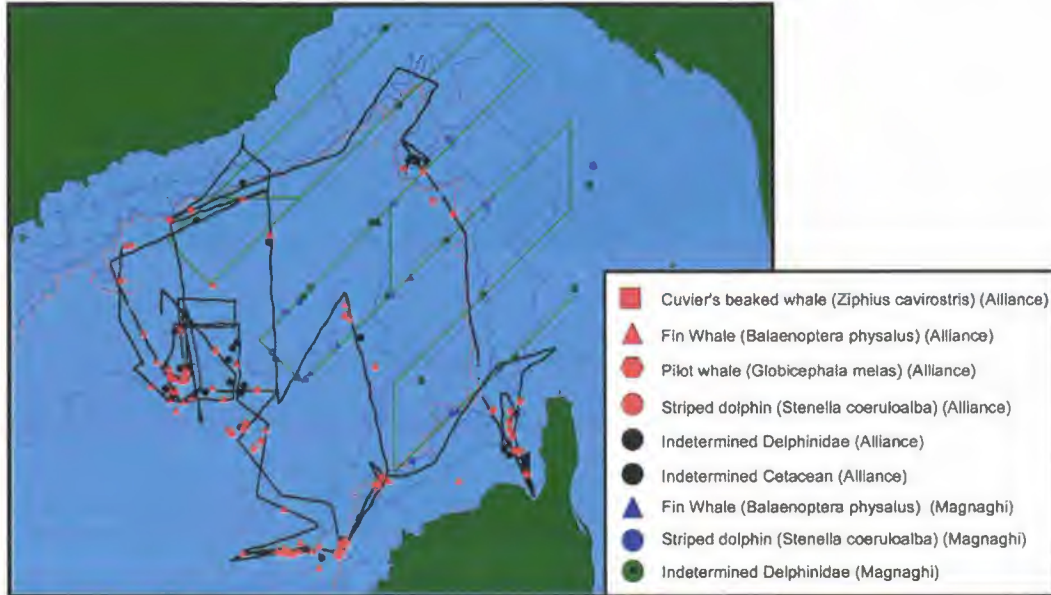 Cuvier's beaked whale (Ziphius cavirostris) (Alliance)
Fin Whale (Balaenoptera physalus) (Alliance)
Pilot whale (Globicephala melas) (Alliance)
Striped dolphin (Stenella coeruloalba) (Alliance)
Indetermined Delphinidae (Alliance)
Indetermined Cetacean (Alliance)
Fin Whale (Balaenoptera physalus) (Magnaghi)
Striped dolphin (Stenella coeruloalba) (Magnaghi)
Indetermined Delphinidae (Magnaghi)